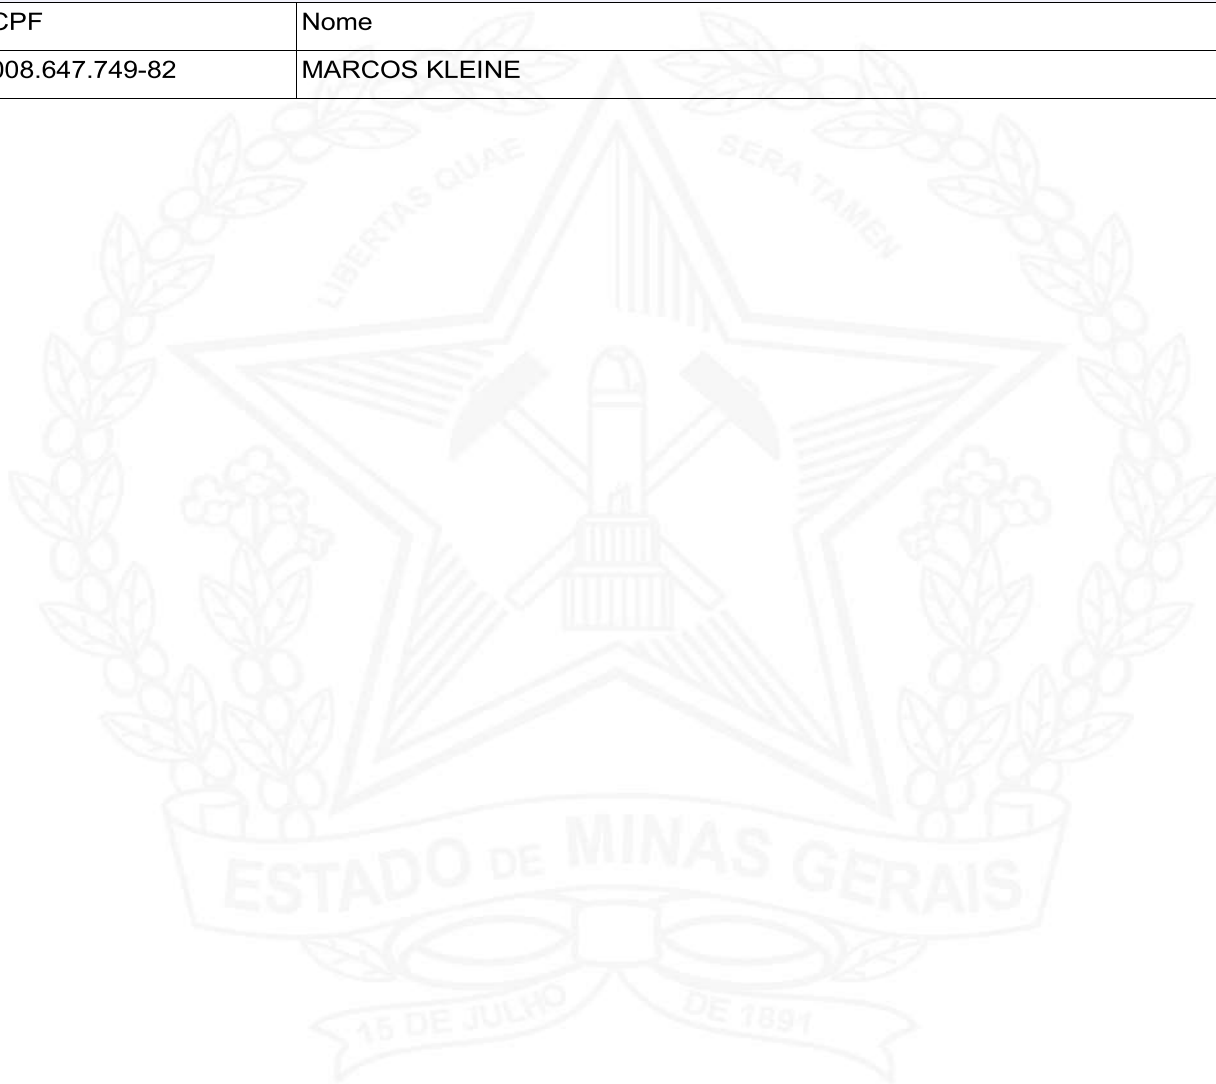 CPF Nome
008.647.749-82 MARCOS KLEINE
LIBERTAS QUAE SERA TAMEN
ESTADO DE MINAS GERAIS
15 DE JULHO DE 1891